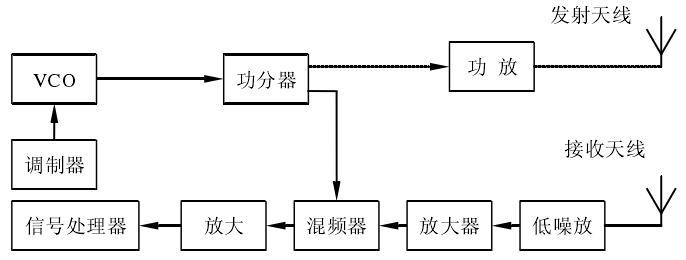 发射天线
VCO
功分器
功 放
调制器
接收天线
信号处理器
放大
混频器
放大器
低噪放